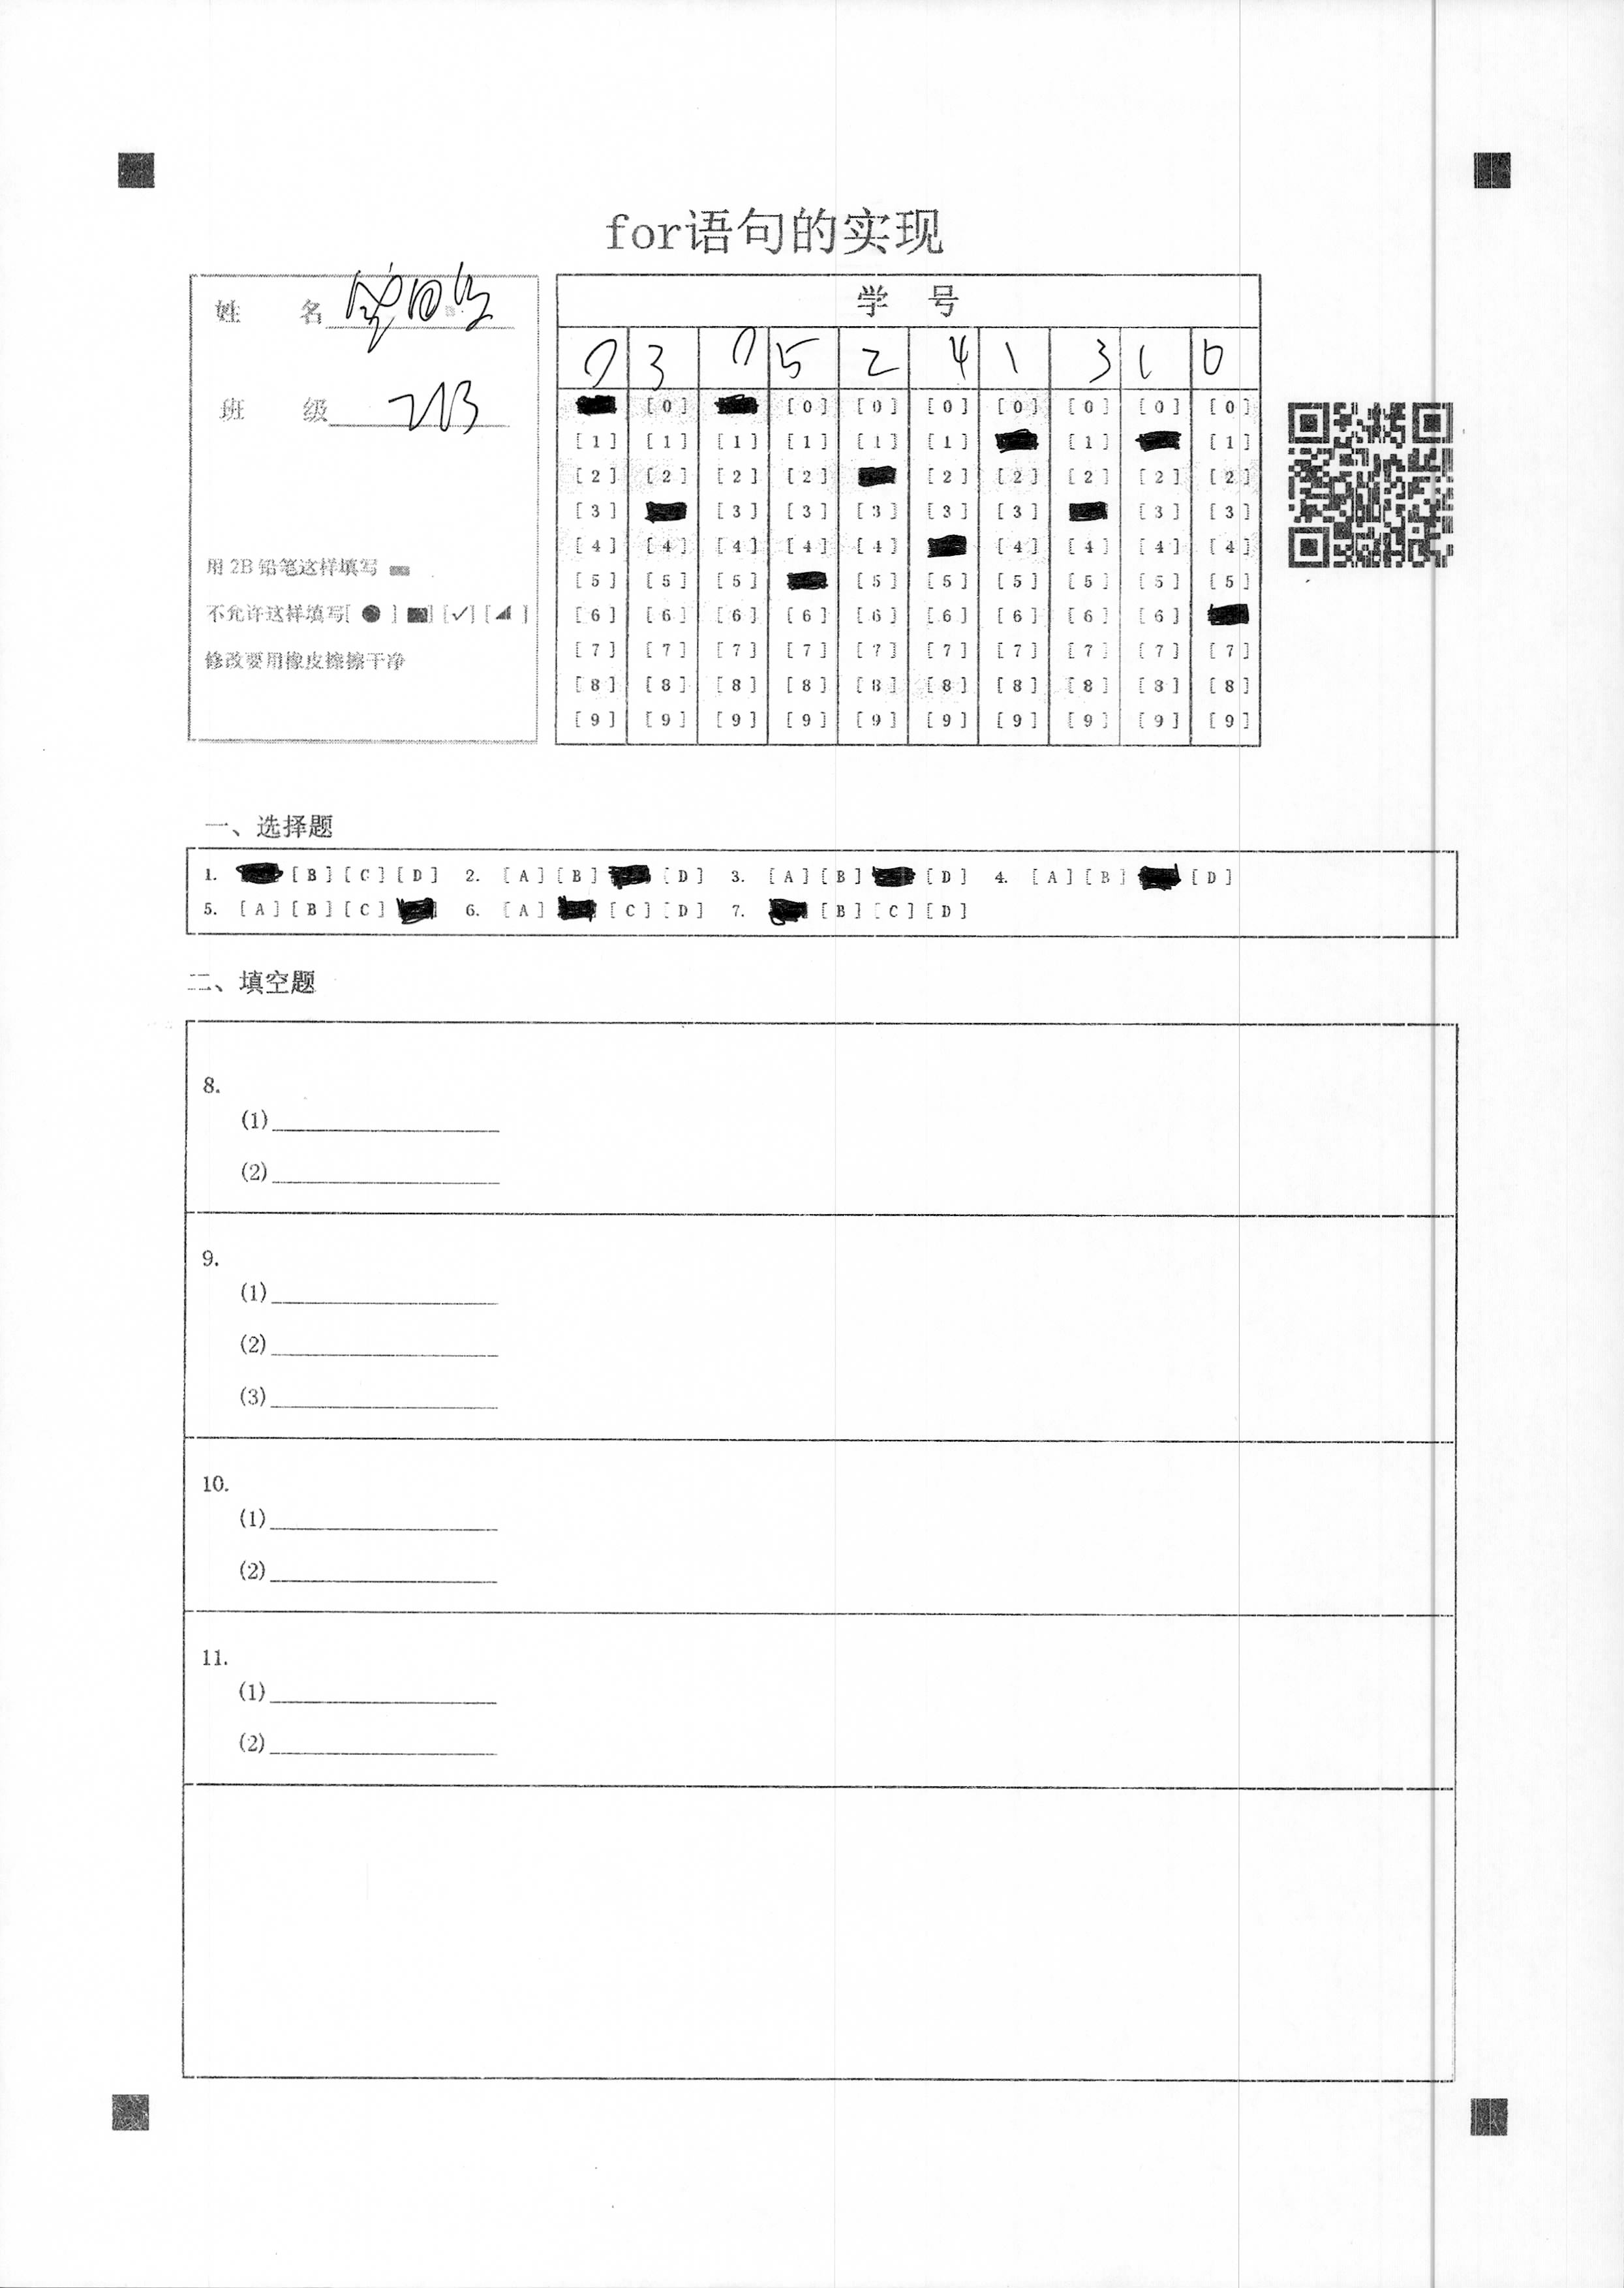 for语句的实现
姓 名
班 级
用2B铅笔这样填写
不允许这样填写[ ● ] [✓] [ ]
修改要用橡皮擦擦干净
学 号
0 3 0 5 2 4 1 3 1 6
[0] [0] [0] [0] [0] [0] [0] [0]
[1] [1] [1] [1] [1] [1] [1] [1]
[2] [2] [2] [2] [2] [2] [2] [2] [2]
[3] [3] [3] [3] [3] [3] [3] [3]
[4] [4] [4] [4] [4] [4] [4] [4] [4]
[5] [5] [5] [5] [5] [5] [5] [5] [5]
[6] [6] [6] [6] [6] [6] [6] [6] [6]
[7] [7] [7] [7] [7] [7] [7] [7] [7] [7]
[8] [8] [8] [8] [8] [8] [8] [8] [8] [8]
[9] [9] [9] [9] [9] [9] [9] [9] [9] [9]
一、选择题
1. [B] [C] [D] 2. [A] [B] [D] 3. [A] [B] [D] 4. [A] [B] [D]
5. [A] [B] [C] 6. [A] [C] [D] 7. [B] [C] [D]
二、填空题
8.
(1)
(2)
9.
(1)
(2)
(3)
10.
(1)
(2)
11.
(1)
(2)